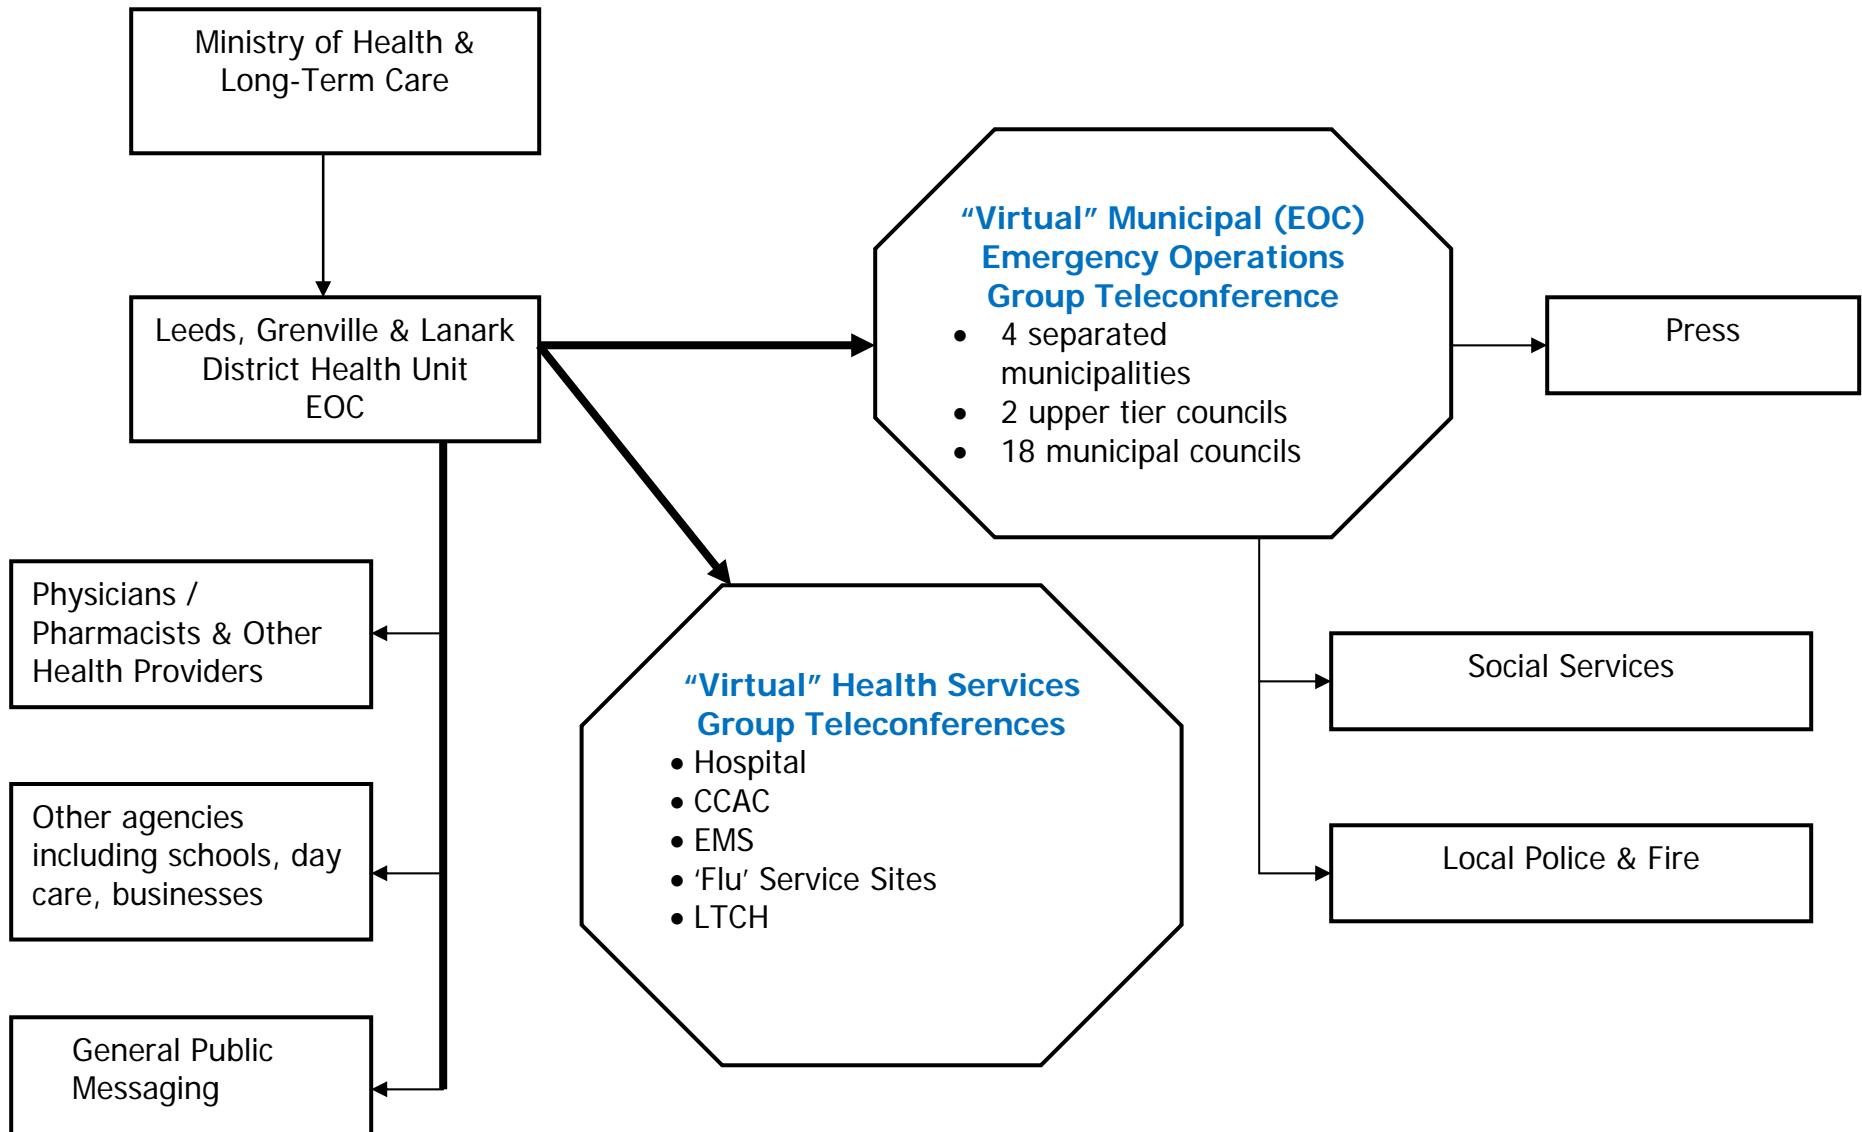 Ministry of Health &
Long-Term Care
“Virtual” Municipal (EOC)
Emergency Operations
Group Teleconference
• 4 separated
municipalities
• 2 upper tier councils
• 18 municipal councils
Press
Leeds, Grenville & Lanark
District Health Unit
EOC
Physicians /
Pharmacists & Other
Health Providers
“Virtual” Health Services
Group Teleconferences
• Hospital
• CCAC
• EMS
• ‘Flu’ Service Sites
• LTCH
Social Services
Other agencies
including schools, day
care, businesses
Local Police & Fire
General Public
Messaging